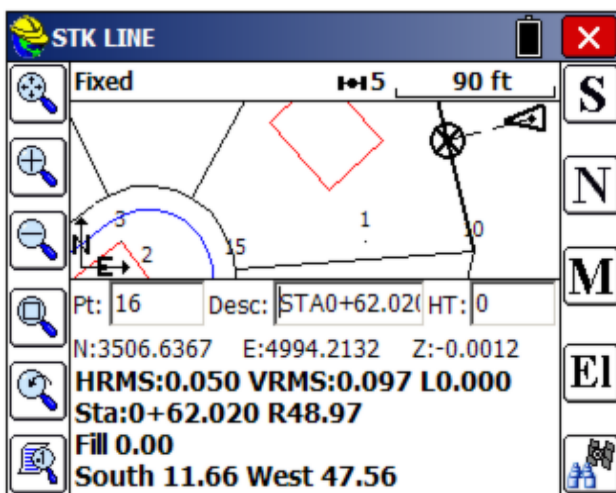 STK LINE
Fixed 5 90 ft
S
N
M
El
3
2
15
1
10
N
E
Pt: 16 Desc: STA0+62.020 HT: 0
N:3506.6367 E:4994.2132 Z:-0.0012
HRMS:0.050 VRMS:0.097 L0.000
Sta:0+62.020 R48.97
Fill 0.00
South 11.66 West 47.56